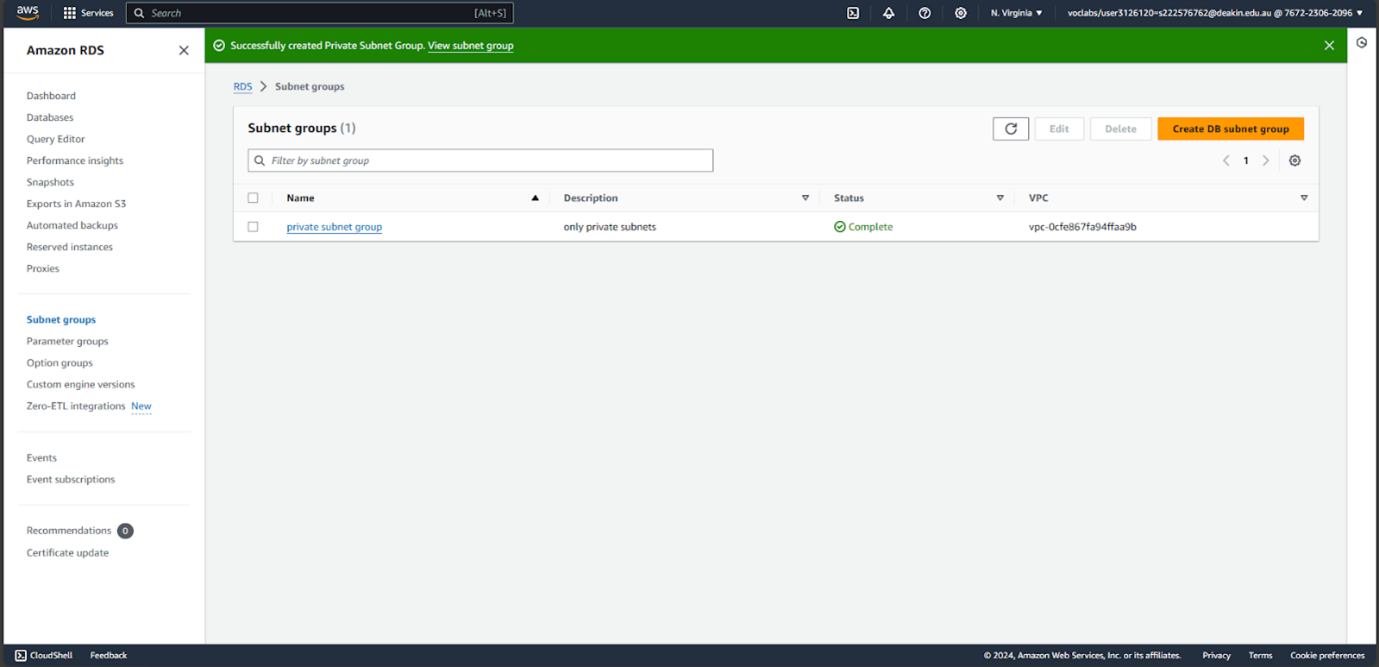 aws Services Search [Alt+S] N. Virginia voclabs/user3126120=s222576762@deakin.edu.au @ 7672-2306-2096
Amazon RDS
Successfully created Private Subnet Group. View subnet group
RDS Subnet groups
Dashboard
Databases
Query Editor
Performance insights
Snapshots
Exports in Amazon S3
Automated backups
Reserved instances
Proxies
Subnet groups
Parameter groups
Option groups
Custom engine versions
Zero-ETL integrations New
Events
Event subscriptions
Recommendations 0
Certificate update
Subnet groups (1)
Edit Delete Create DB subnet group
Filter by subnet group
1
Name Description Status VPC
private subnet group only private subnets Complete vpc-0cfe867fa94ffaa9b
CloudShell Feedback © 2024, Amazon Web Services, Inc. or its affiliates. Privacy Terms Cookie preferences